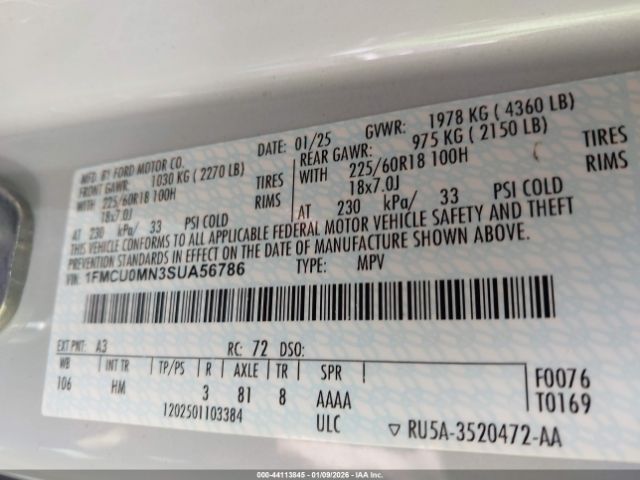 MFD. BY FORD MOTOR CO.
DATE: 01/25 GVWR: 1978 KG ( 4360 LB)
FRONT GAWR: 1030 KG ( 2270 LB)
REAR GAWR: 975 KG ( 2150 LB)
WITH 225/60R18 100H TIRES
WITH 225/60R18 100H TIRES
18x7.0J RIMS
18x7.0J RIMS
AT 230 kPa/ 33 PSI COLD
AT 230 kPa/ 33 PSI COLD
THIS VEHICLE CONFORMS TO ALL APPLICABLE FEDERAL MOTOR VEHICLE SAFETY AND THEFT
PREVENTION STANDARDS IN EFFECT ON THE DATE OF MANUFACTURE SHOWN ABOVE.
VIN: 1FMCU0MN3SUA56786 TYPE: MPV
EXT PNT: A3 RC: 72 DSO:
WB INT TR TP/PS R AXLE TR SPR
106 HM 3 81 8 AAAA
1202501103384 ULC
F0076
T0169
▽ RU5A-3520472-AA
000-44113845 - 01/09/2026 - IAA, Inc.